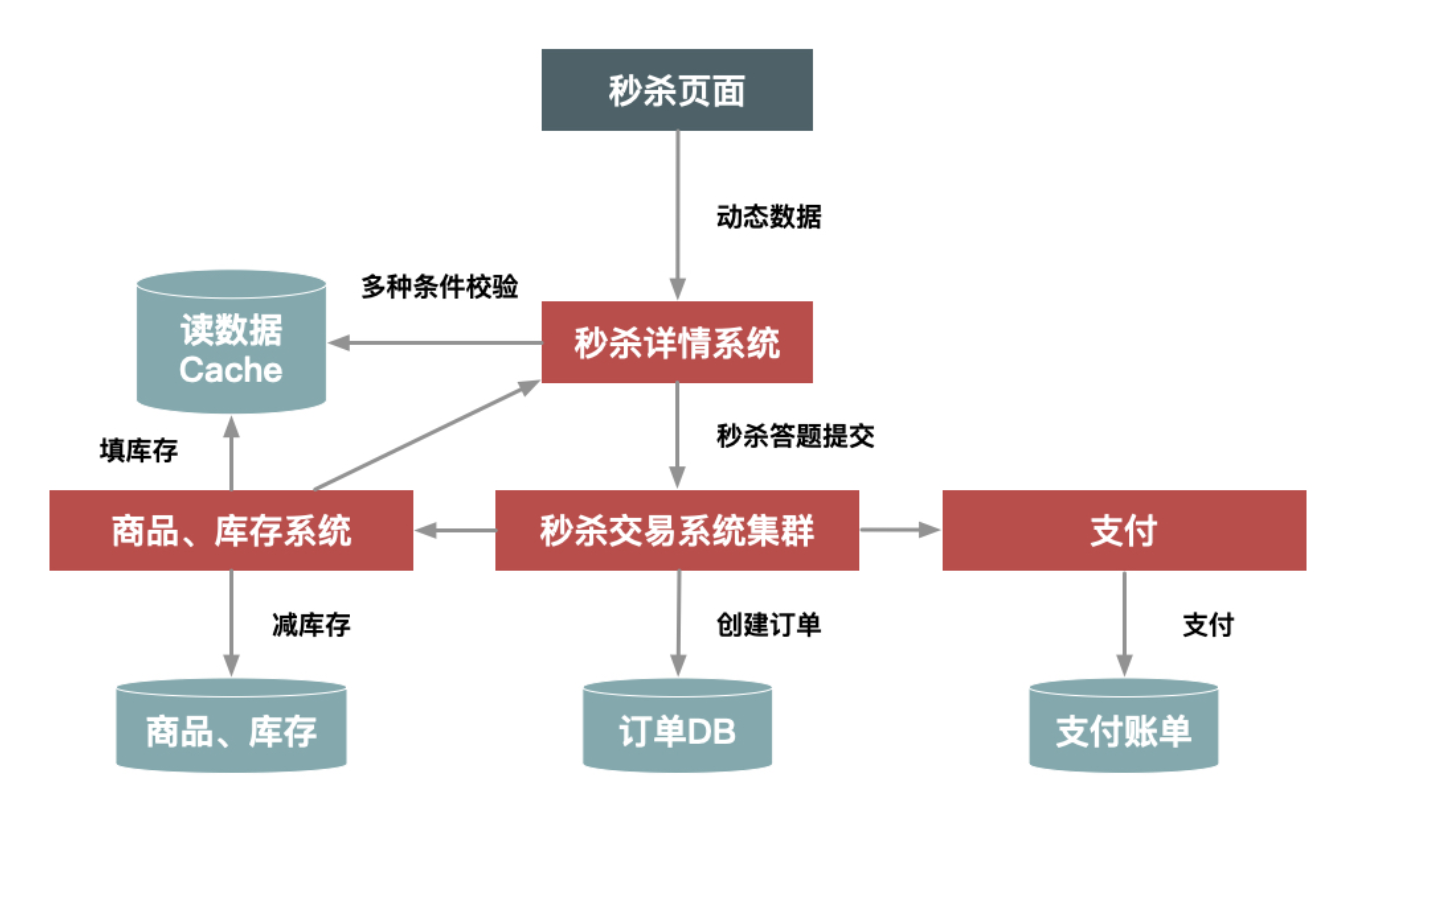 秒杀页面
动态数据
多种条件校验
读数据
Cache
秒杀详情系统
填库存
秒杀答题提交
商品、库存系统
秒杀交易系统集群
支付
减库存
创建订单
支付
商品、库存
订单DB
支付账单